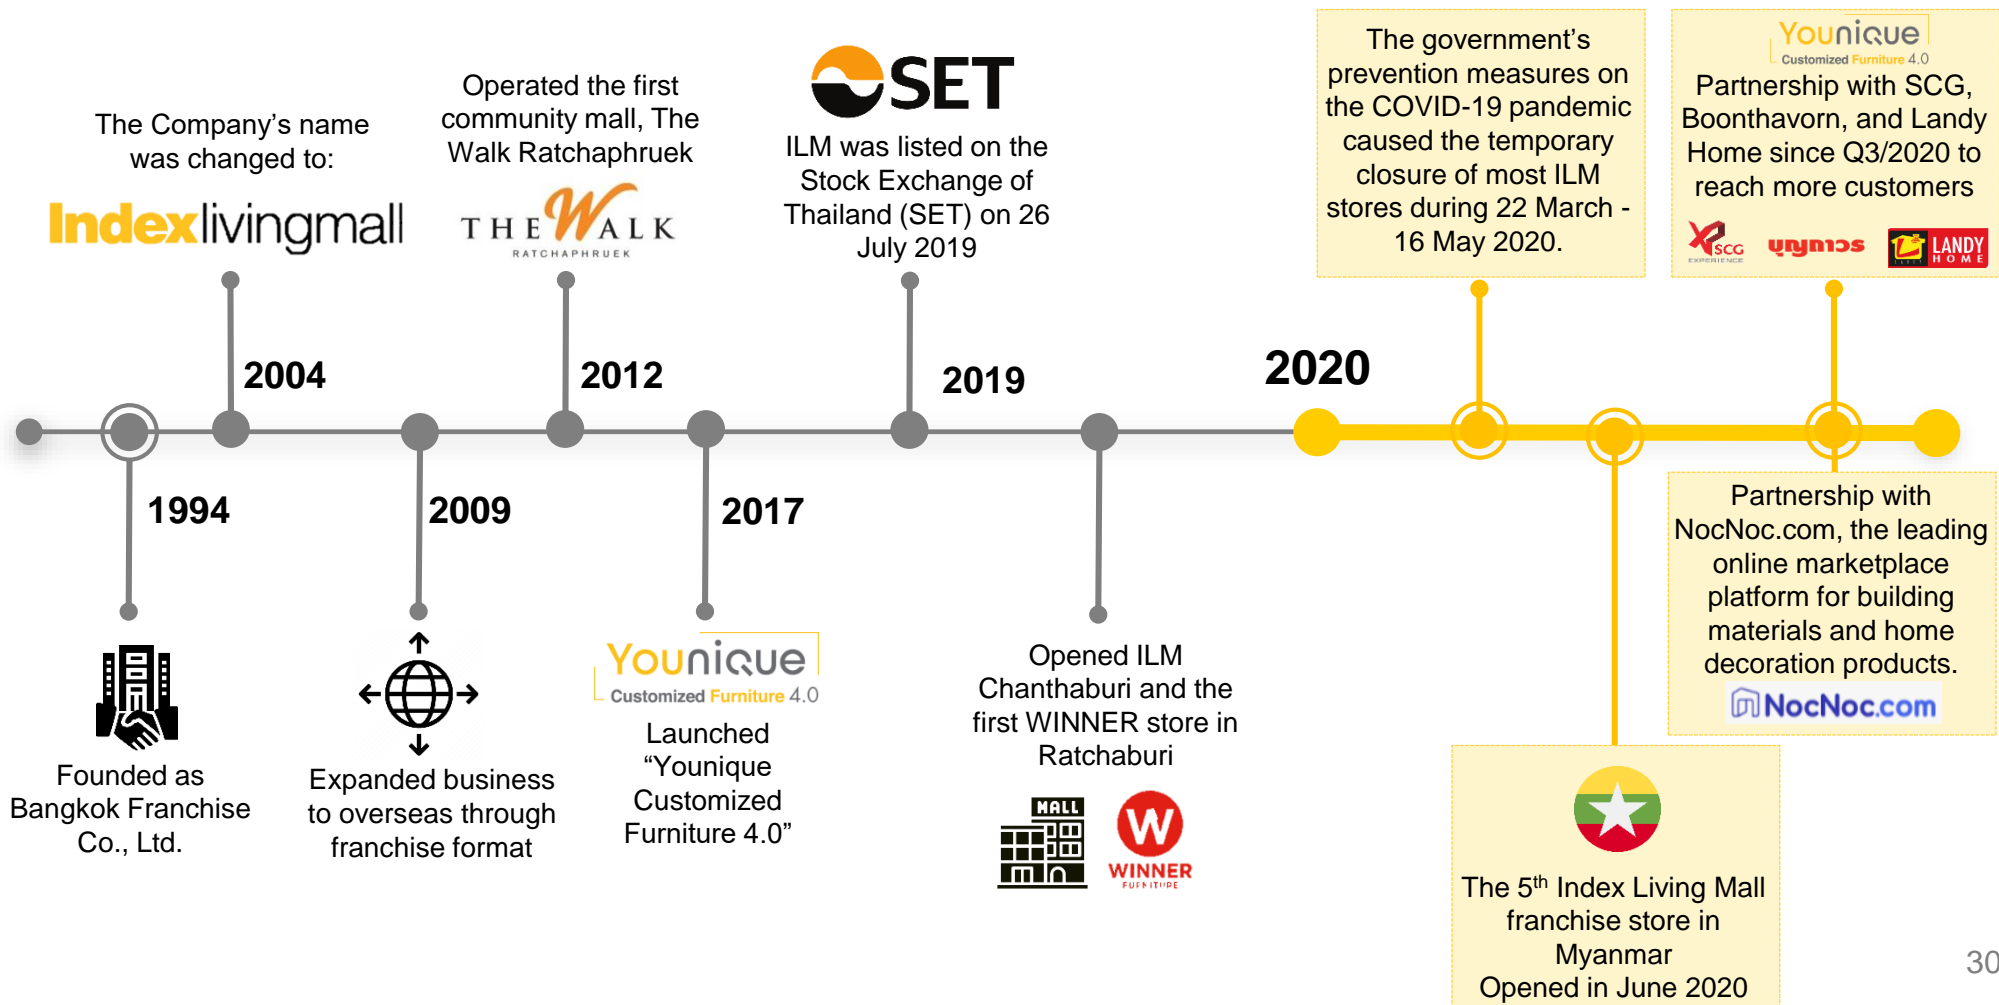 The Company's name
was changed to:
Indexlivingmall
2004
Operated the first
community mall, The
Walk Ratchaphruek
THE WALK
RATCHAPHRUEK
2012
SET
ILM was listed on the
Stock Exchange of
Thailand (SET) on 26
July 2019
2019
2020
The government's
prevention measures on
the COVID-19 pandemic
caused the temporary
closure of most ILM
stores during 22 March -
16 May 2020.
Younique
Customized Furniture 4.0
Partnership with SCG,
Boonthavorn, and Landy
Home since Q3/2020 to
reach more customers
SCG
EXPERIENCE
บุญถาวร
LANDY
HOME
1994
Founded as
Bangkok Franchise
Co., Ltd.
2009
Expanded business
to overseas through
franchise format
2017
Younique
Customized Furniture 4.0
Launched
“Younique
Customized
Furniture 4.0”
Opened ILM
Chanthaburi and the
first WINNER store in
Ratchaburi
MALL
W
WINNER
FURNITURE
The 5th Index Living Mall
franchise store in
Myanmar
Opened in June 2020
Partnership with
NocNoc.com, the leading
online marketplace
platform for building
materials and home
decoration products.
NocNoc.com
30